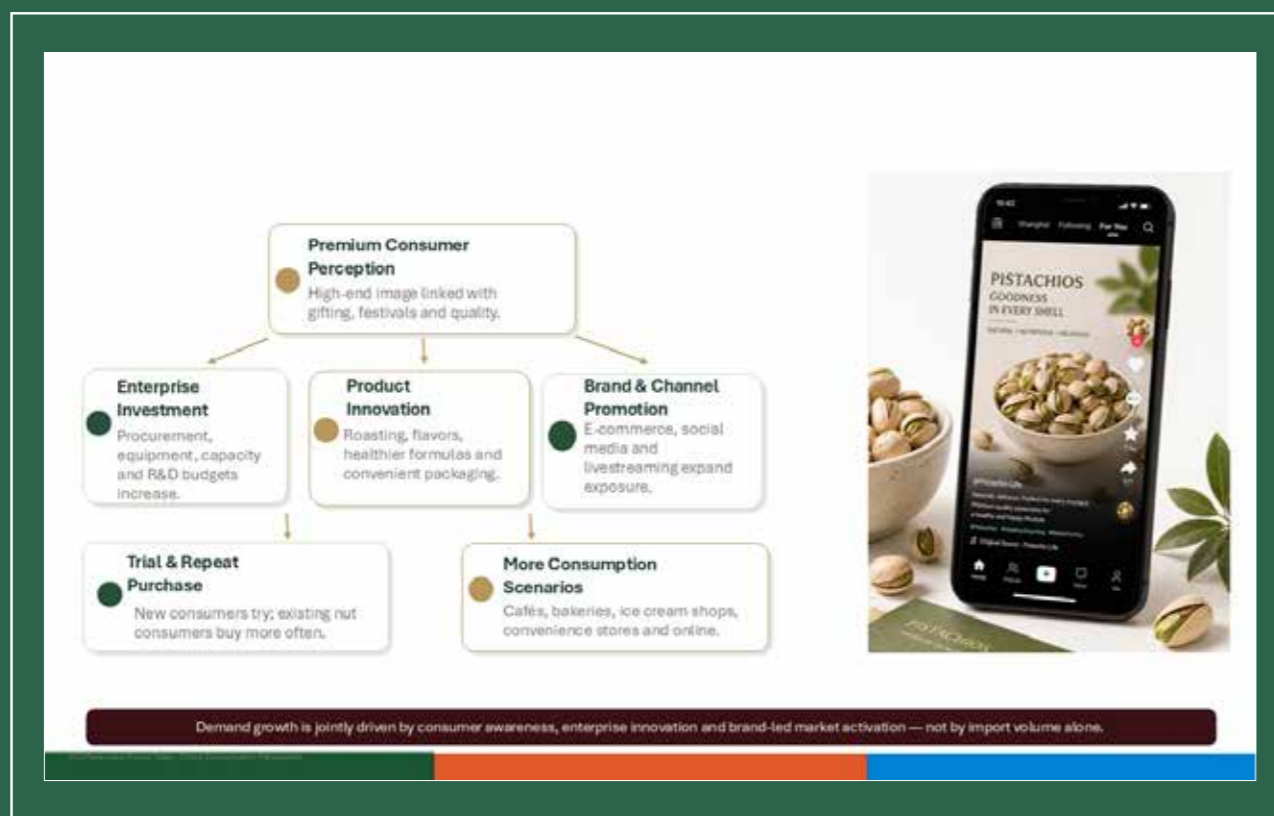 Premium Consumer
Perception
High-end image linked with
gifting, festivals and quality.
Enterprise
Investment
Procurement,
equipment, capacity
and R&D budgets
increase.
Product
Innovation
Roasting, flavors,
healthier formulas and
convenient packaging.
Brand & Channel
Promotion
E-commerce, social
media and
livestreaming expand
exposure.
Trial & Repeat
Purchase
New consumers try; existing nut
consumers buy more often.
More Consumption
Scenarios
Cafés, bakeries, ice cream shops,
convenience stores and online.
Shanghai Following For You
PISTACHIOS
GOODNESS
IN EVERY SHELL
PISTACHIOS
Demand growth is jointly driven by consumer awareness, enterprise innovation and brand-led market activation — not by import volume alone.